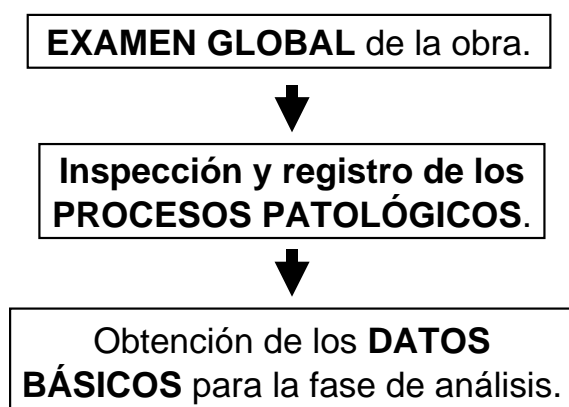 EXAMEN GLOBAL de la obra.
Inspección y registro de los
PROCESOS PATOLÓGICOS.
Obtención de los DATOS
BÁSICOS para la fase de análisis.